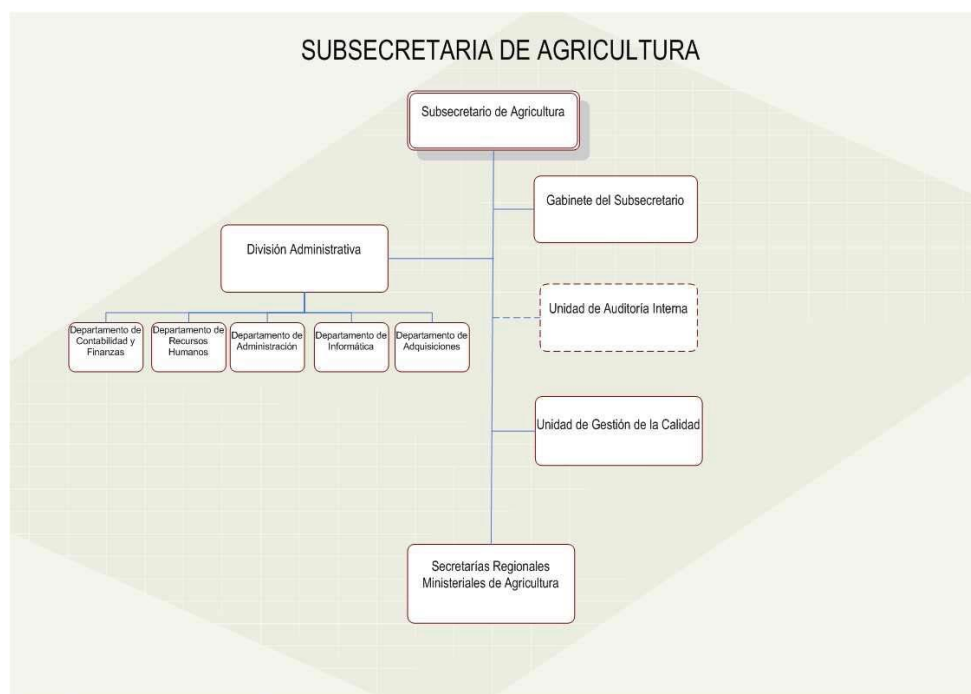 SUBSECRETARIA DE AGRICULTURA
Subsecretario de Agricultura
Gabinete del Subsecretario
División Administrativa
Unidad de Auditoría Interna
Departamento de
Contabilidad y
Finanzas
Departamento de
Recursos
Humanos
Departamento de
Administración
Departamento de
Informática
Departamento de
Adquisiciones
Unidad de Gestión de la Calidad
Secretarías Regionales
Ministeriales de Agricultura